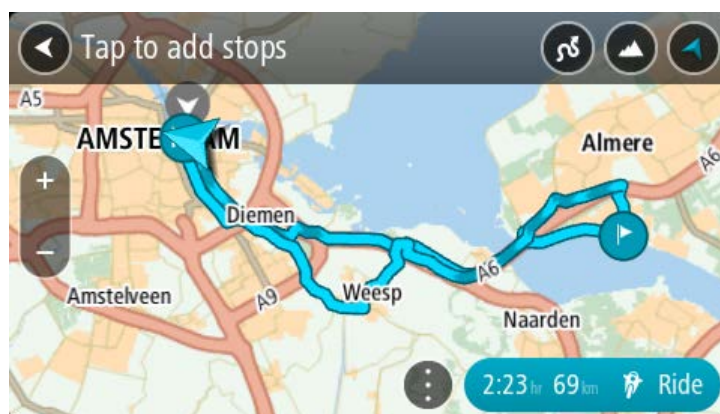 Tap to add stops
A5
AMSTE AM
Almere
A6
+
Diemen
−
A6
Amstelveen
A9
Weesp
Naarden
2:23 hr 69 km Ride